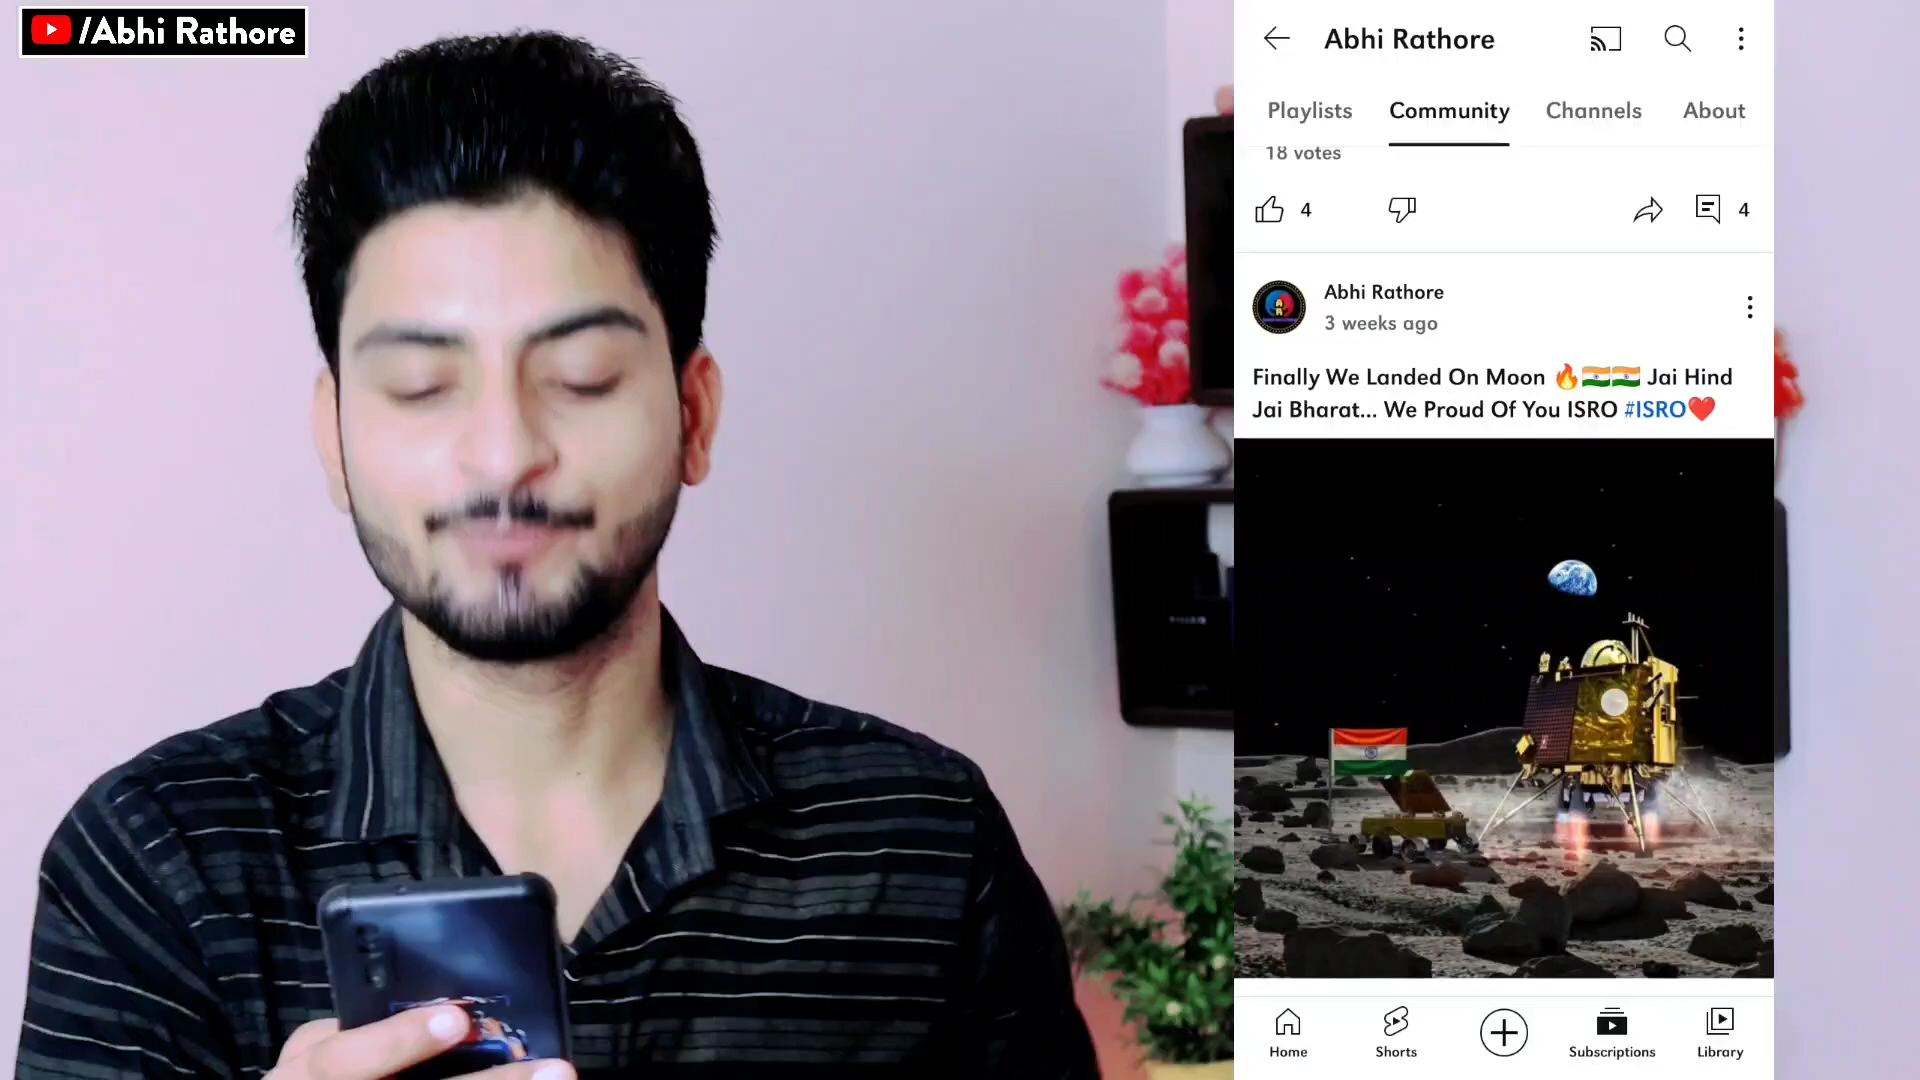 /Abhi Rathore
Abhi Rathore
Playlists Community Channels About
18 votes
4 4
Abhi Rathore
3 weeks ago
Finally We Landed On Moon 🔥🇮🇳🇮🇳 Jai Hind
Jai Bharat... We Proud Of You ISRO #ISRO❤️
Home Shorts Subscriptions Library